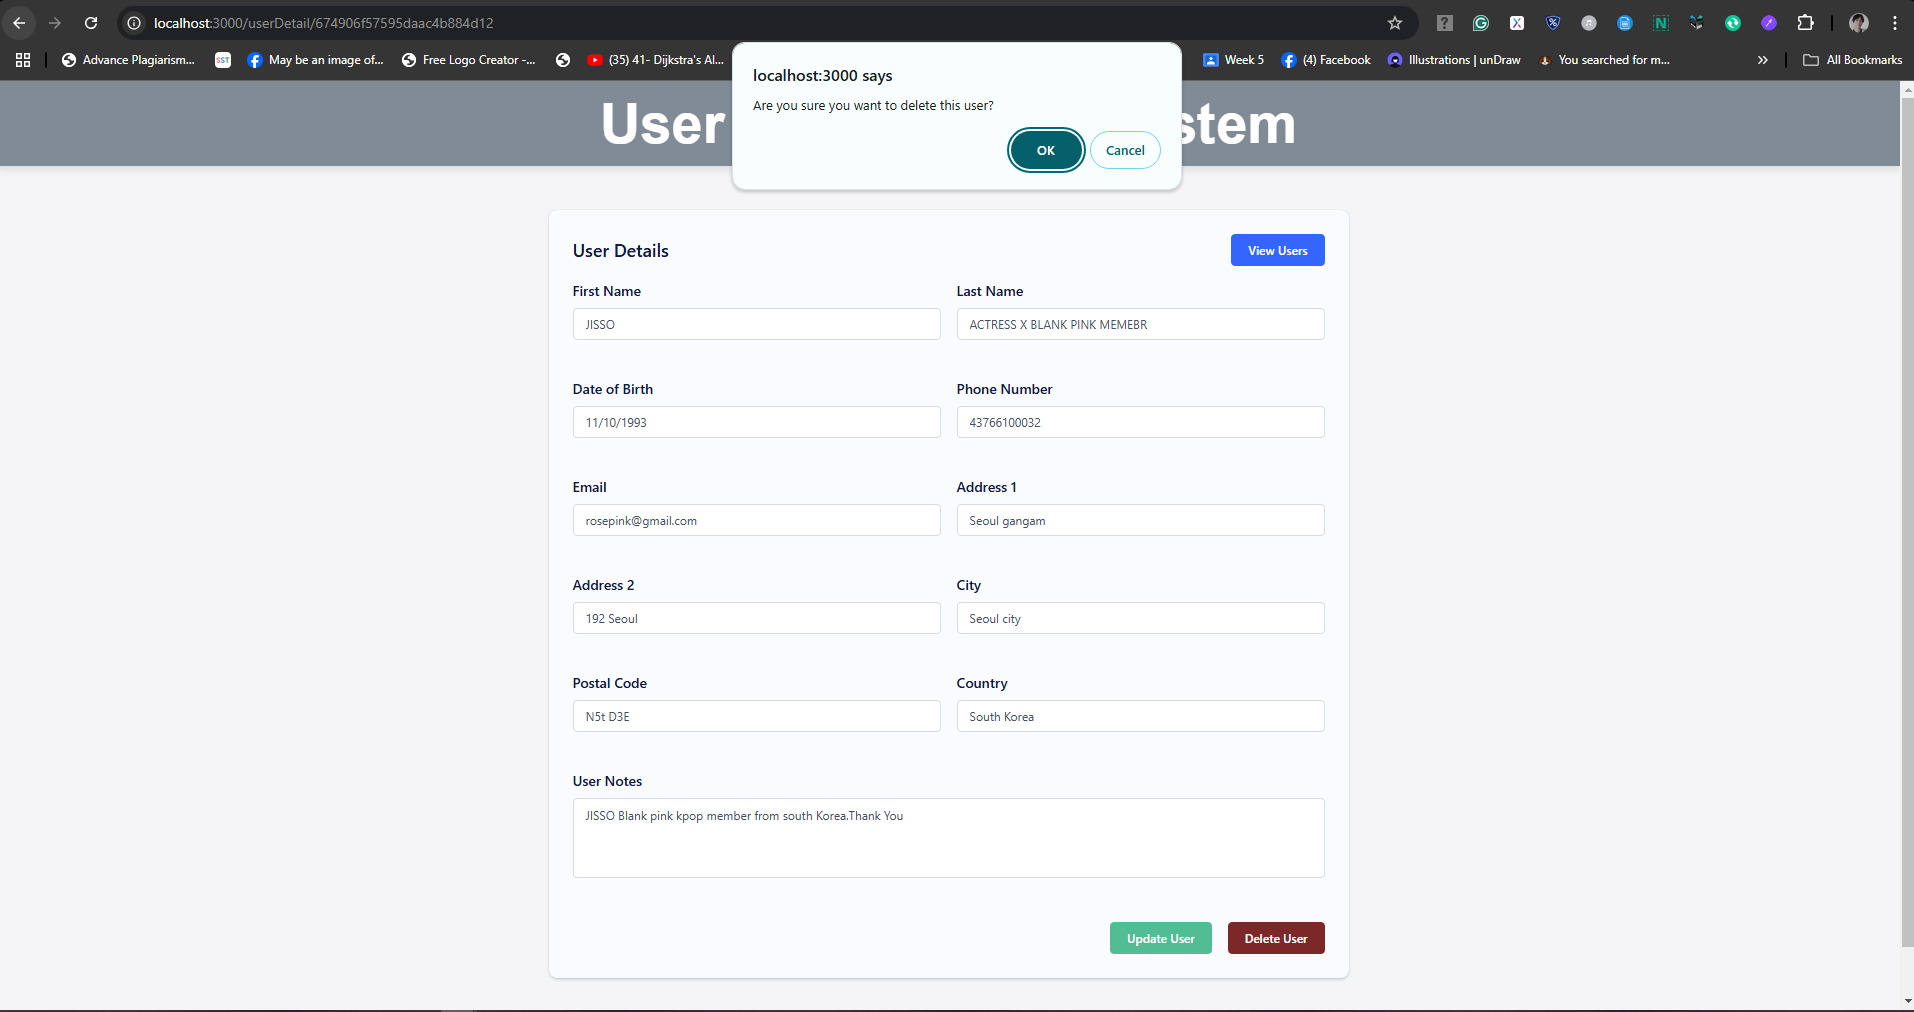 localhost:3000/userDetail/674906f57595daac4b884d12
Advance Plagiarism... SST May be an image of... Free Logo Creator -... (35) 41- Dijkstra's Al... Week 5 (4) Facebook Illustrations | unDraw You searched for m... » All Bookmarks
localhost:3000 says
Are you sure you want to delete this user?
OK Cancel
User stem
User Details View Users
First Name Last Name
JISSO ACTRESS X BLANK PINK MEMEBR
Date of Birth Phone Number
11/10/1993 43766100032
Email Address 1
rosepink@gmail.com Seoul gangam
Address 2 City
192 Seoul Seoul city
Postal Code Country
N5t D3E South Korea
User Notes
JISSO Blank pink kpop member from south Korea.Thank You
Update User Delete User